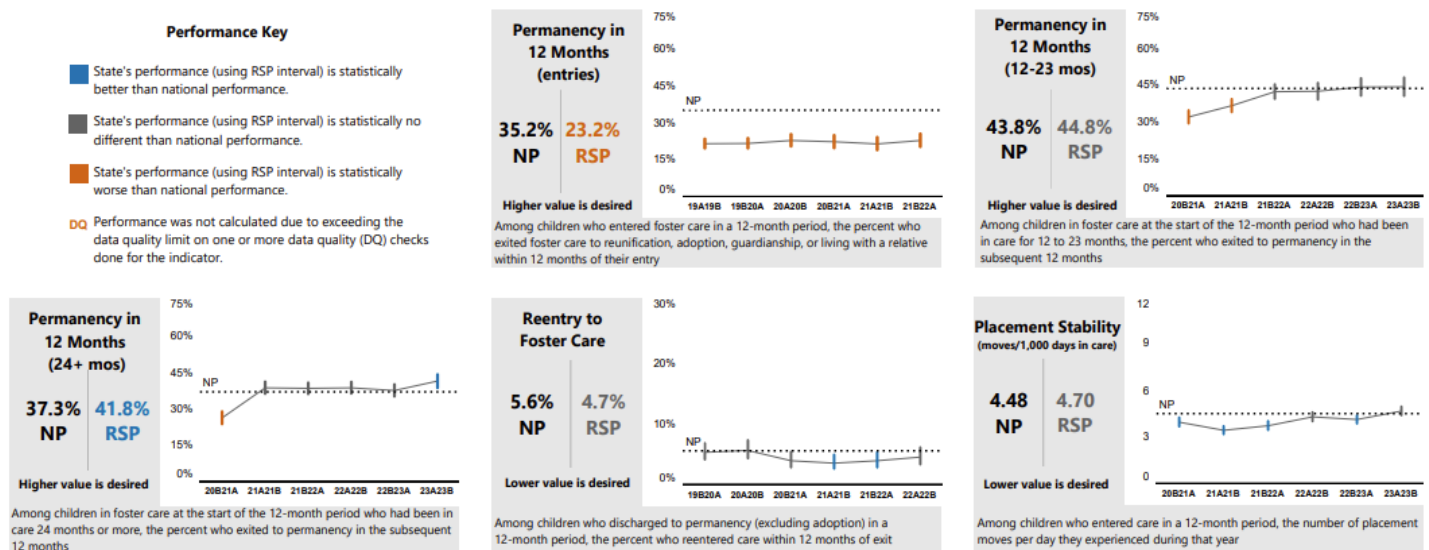 Performance Key
State's performance (using RSP interval) is statistically
better than national performance.
State's performance (using RSP interval) is statistically no
different than national performance.
State's performance (using RSP interval) is statistically
worse than national performance.
DQ Performance was not calculated due to exceeding the
data quality limit on one or more data quality (DQ) checks
done for the indicator.
Permanency in
12 Months
(entries)
35.2% 23.2%
NP RSP
Higher value is desired
75%
60%
45%
NP
30%
15%
0%
19A19B 19B20A 20A20B 20B21A 21A21B 21B22A
Among children who entered foster care in a 12-month period, the percent who
exited foster care to reunification, adoption, guardianship, or living with a relative
within 12 months of their entry
Permanency in
12 Months
(12-23 mos)
43.8% 44.8%
NP RSP
Higher value is desired
75%
60%
45%
NP
30%
15%
0%
20B21A 21A21B 21B22A 22A22B 22B23A 23A23B
Among children in foster care at the start of the 12-month period who had been
in care for 12 to 23 months, the percent who exited to permanency in the
subsequent 12 months
Permanency in
12 Months
(24+ mos)
37.3% 41.8%
NP RSP
Higher value is desired
75%
60%
45%
NP
30%
15%
0%
20B21A 21A21B 21B22A 22A22B 22B23A 23A23B
Among children in foster care at the start of the 12-month period who had been in
care 24 months or more, the percent who exited to permanency in the subsequent
12 months
Reentry to
Foster Care
5.6% 4.7%
NP RSP
Lower value is desired
30%
20%
10%
NP
0%
19B20A 20A20B 20B21A 21A21B 21B22A 22A22B
Among children who discharged to permanency (excluding adoption) in a
12-month period, the percent who reentered care within 12 months of exit
Placement Stability
(moves/1,000 days in care)
4.48 4.70
NP RSP
Lower value is desired
12
9
6
NP
3
0
20B21A 21A21B 21B22A 22A22B 22B23A 23A23B
Among children who entered care in a 12-month period, the number of placement
moves per day they experienced during that year